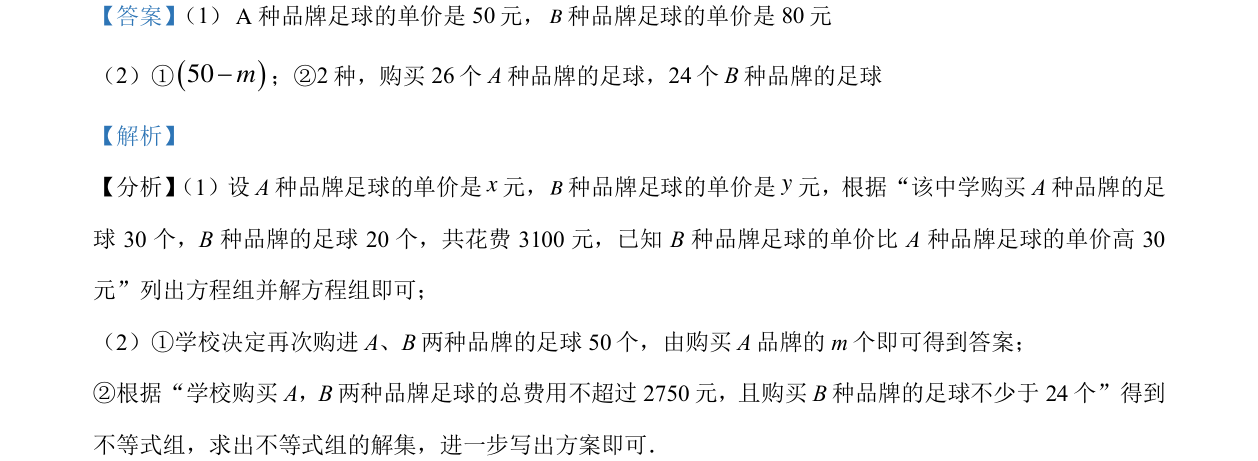 【答案】（1） A 种品牌足球的单价是 50 元， B 种品牌足球的单价是 80 元
（2）①(50−m)；②2 种，购买 26 个 A 种品牌的足球，24 个 B 种品牌的足球
【解析】
【分析】（1）设 A 种品牌足球的单价是 x 元，B 种品牌足球的单价是 y 元，根据“该中学购买 A 种品牌的足
球 30 个，B 种品牌的足球 20 个，共花费 3100 元，已知 B 种品牌足球的单价比 A 种品牌足球的单价高 30
元”列出方程组并解方程组即可；
（2）①学校决定再次购进 A、B 两种品牌的足球 50 个，由购买 A 品牌的 m 个即可得到答案；
②根据“学校购买 A，B 两种品牌足球的总费用不超过 2750 元，且购买 B 种品牌的足球不少于 24 个”得到
不等式组，求出不等式组的解集，进一步写出方案即可．